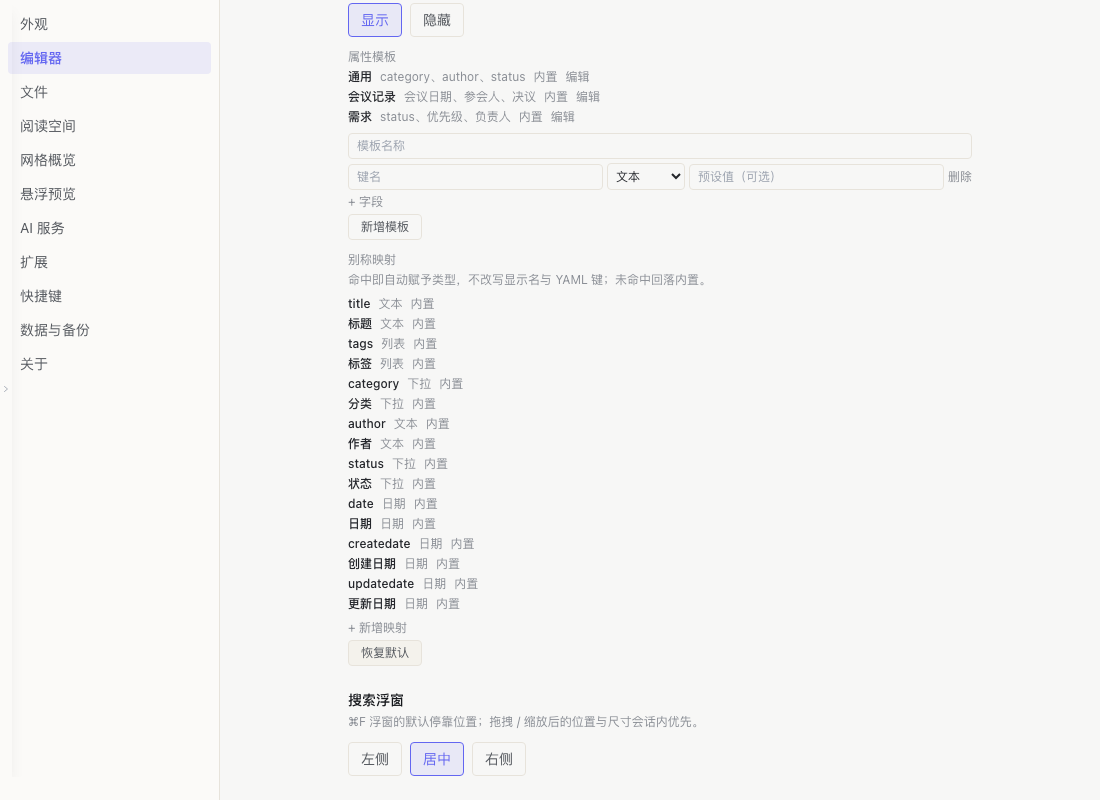 外观
编辑器
文件
阅读空间
网格概览
悬浮预览
AI 服务
扩展
快捷键
数据与备份
关于
显示 隐藏
属性模板
通用 category、author、status 内置 编辑
会议记录 会议日期、参会人、决议 内置 编辑
需求 status、优先级、负责人 内置 编辑
模板名称
键名 文本 预设值（可选） 删除
+ 字段
新增模板
别称映射
命中即自动赋予类型，不改写显示名与 YAML 键；未命中回落内置。
title 文本 内置
标题 文本 内置
tags 列表 内置
标签 列表 内置
category 下拉 内置
分类 下拉 内置
author 文本 内置
作者 文本 内置
status 下拉 内置
状态 下拉 内置
date 日期 内置
日期 日期 内置
createdate 日期 内置
创建日期 日期 内置
updatedate 日期 内置
更新日期 日期 内置
+ 新增映射
恢复默认
搜索浮窗
⌘F 浮窗的默认停靠位置；拖拽 / 缩放后的位置与尺寸会话内优先。
左侧 居中 右侧